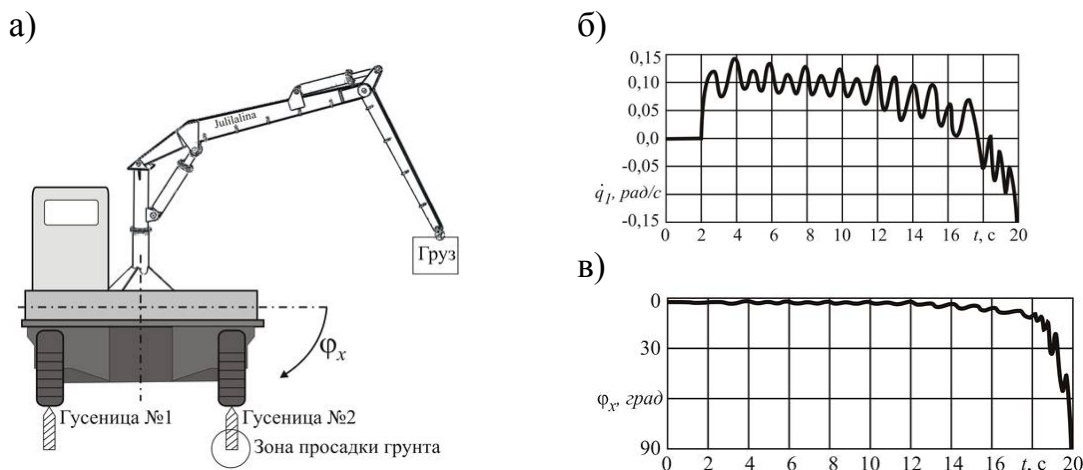 а)
Julilalina
Груз
φₓ
Гусеница №1
Гусеница №2
Зона просадки грунта
б)
0,15
0,10
0,05
0,0
-0,05
q̇₁, рад/с
-0,15
0 2 4 6 8 10 12 14 16 t, с 20
в)
0
30
φₓ, град
90
0 2 4 6 8 10 12 14 16 t, с 20